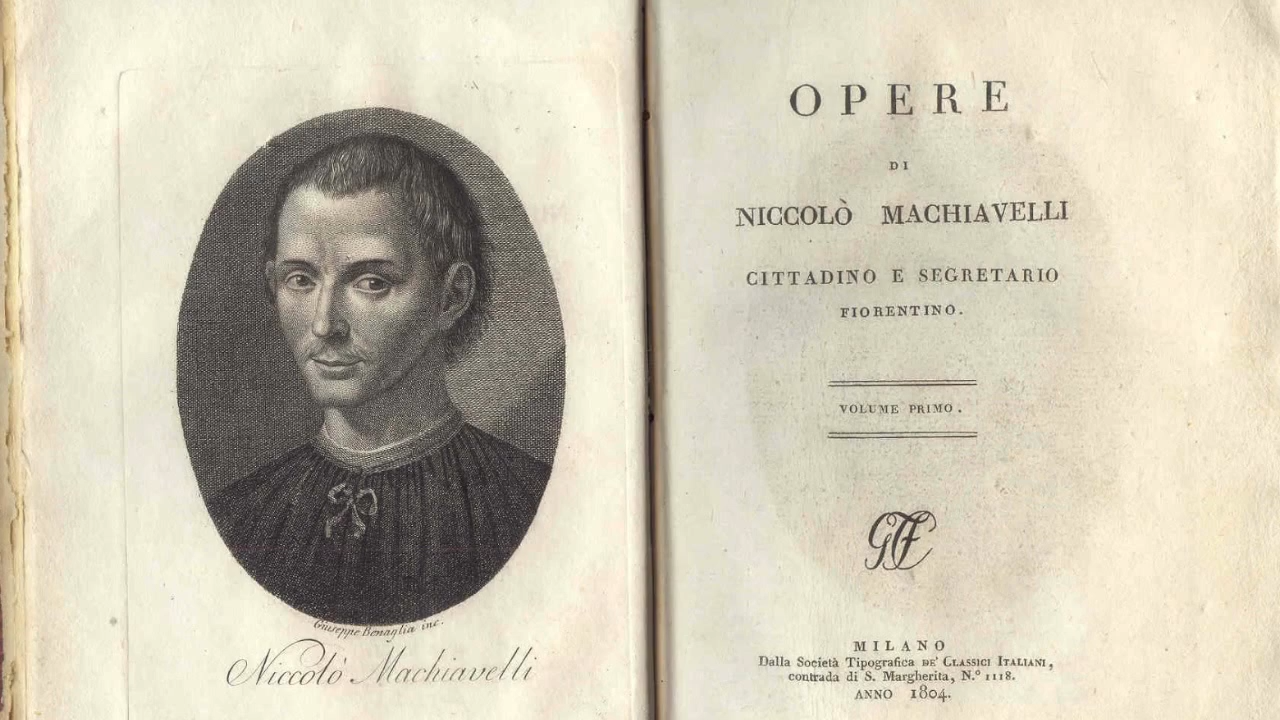 Giuseppe Benaglia inc.
Niccolò Machiavelli
OPERE
DI
NICCOLÒ MACHIAVELLI
CITTADINO E SEGRETARIO
FIORENTINO.
VOLUME PRIMO.
MILANO
Dalla Società Tipografica DE' CLASSICI ITALIANI,
contrada di S. Margherita, N.° 1118.
ANNO 1804.